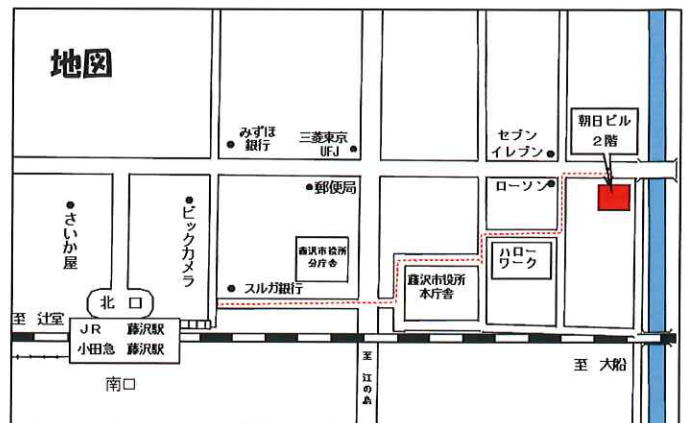 地図
みずほ
銀行
三菱東京
UFJ
セブン
イレブン
朝日ビル
2階
郵便局
ローソン
さいか屋
ビックカメラ
藤沢市役所
分庁舎
ハロー
ワーク
スルガ銀行
藤沢市役所
本庁舎
北口
至 辻堂
JR 藤沢駅
小田急 藤沢駅
南口
至 江の島
至 大船